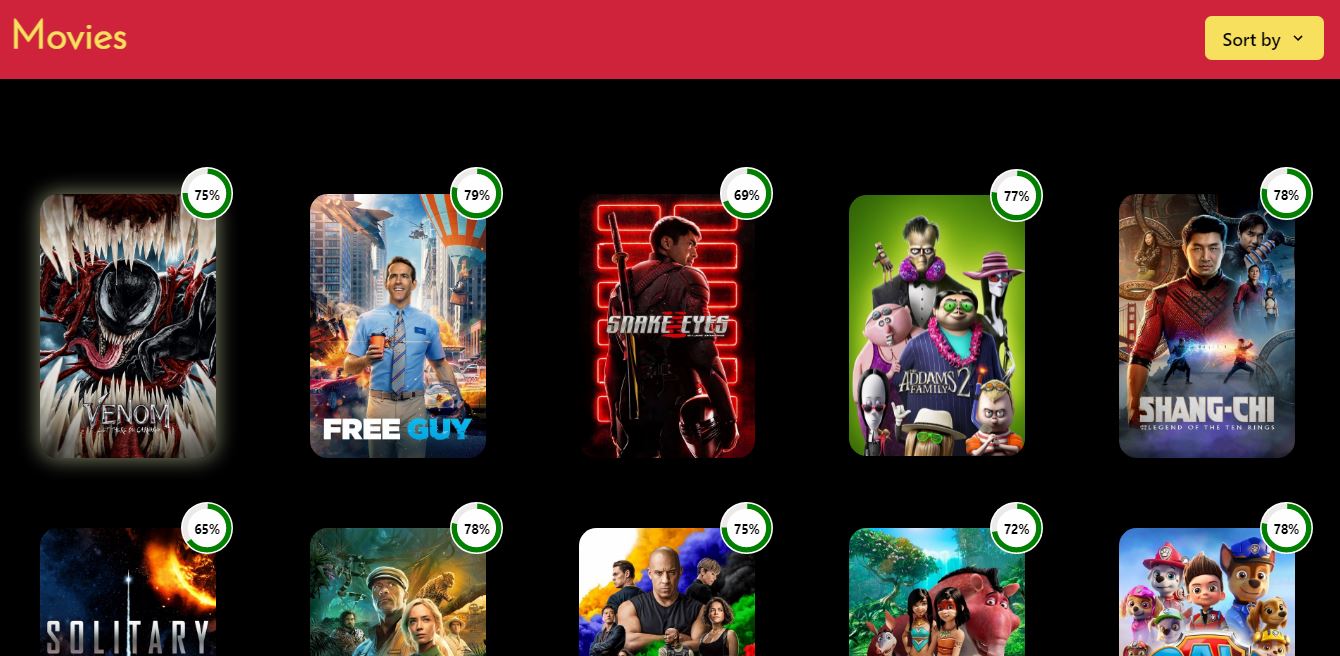 Movies
Sort by
75%
79%
69%
77%
78%
VENOM
LET THERE BE CARNAGE
FREE GUY
SNAKE EYES
THE
ADDAMS
FAMILY 2
SHANG-CHI
AND THE LEGEND OF THE TEN RINGS
65%
78%
75%
72%
78%
SOLITARY